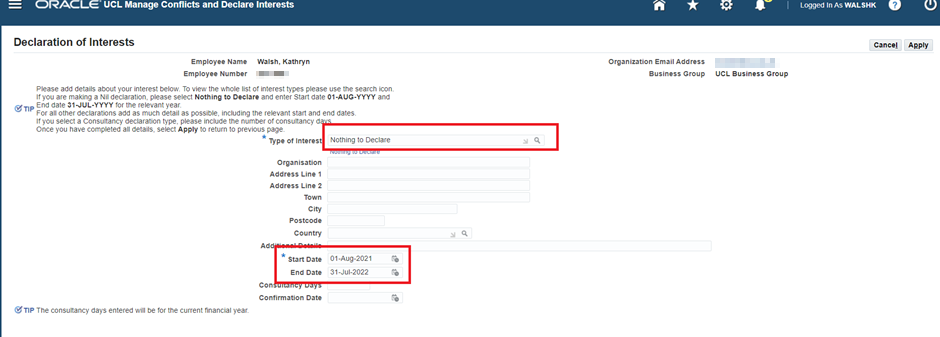 ORACLE® UCL Manage Conflicts and Declare Interests Logged In As WALSHK ?
Declaration of Interests
Cancel Apply
Employee Name Walsh, Kathryn Organization Email Address
Employee Number Business Group UCL Business Group
Please add details about your interest below. To view the whole list of interest types please use the search icon.
If you are making a Nil declaration, please select Nothing to Declare and enter Start date 01-AUG-YYYY and
TIP End date 31-JUL-YYYY for the relevant year.
For all other declarations add as much detail as possible, including the relevant start and end dates.
If you select a Consultancy declaration type, please include the number of consultancy days.
Once you have completed all details, select Apply to return to previous page.
* Type of Interest Nothing to Declare
Nothing to Declare
Organisation
Address Line 1
Address Line 2
Town
City
Postcode
Country
Additional Details
* Start Date 01-Aug-2021
End Date 31-Jul-2022
Consultancy Days
Confirmation Date
TIP The consultancy days entered will be for the current financial year.